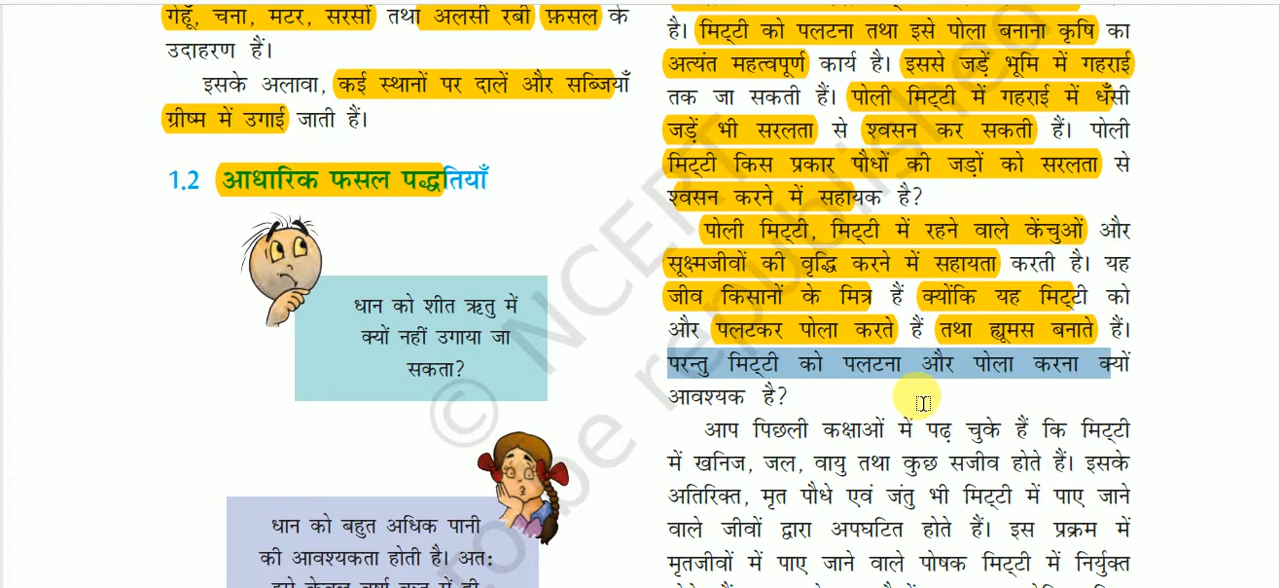 गेहूँ, चना, मटर, सरसों तथा अलसी रबी फ़सल के
उदाहरण हैं।
इसके अलावा, कई स्थानों पर दालें और सब्जियाँ
ग्रीष्म में उगाई जाती हैं।
1.2 आधारिक फसल पद्धतियाँ
धान को शीत ऋतु में
क्यों नहीं उगाया जा
सकता?
धान को बहुत अधिक पानी
की आवश्यकता होती है। अत:
है। मिट्टी को पलटना तथा इसे पोला बनाना कृषि का
अत्यंत महत्वपूर्ण कार्य है। इससे जड़ें भूमि में गहराई
तक जा सकती हैं। पोली मिट्टी में गहराई में धँसी
जड़ें भी सरलता से श्वसन कर सकती हैं। पोली
मिट्टी किस प्रकार पौधों की जड़ों को सरलता से
श्वसन करने में सहायक है?
पोली मिट्टी, मिट्टी में रहने वाले केंचुओं और
सूक्ष्मजीवों की वृद्धि करने में सहायता करती है। यह
जीव किसानों के मित्र हैं क्योंकि यह मिट्टी को
और पलटकर पोला करते हैं तथा ह्यूमस बनाते हैं।
परन्तु मिट्टी को पलटना और पोला करना क्यों
आवश्यक है?
आप पिछली कक्षाओं में पढ़ चुके हैं कि मिट्टी
में खनिज, जल, वायु तथा कुछ सजीव होते हैं। इसके
अतिरिक्त, मृत पौधे एवं जंतु भी मिट्टी में पाए जाने
वाले जीवों द्वारा अपघटित होते हैं। इस प्रक्रम में
मृतजीवों में पाए जाने वाले पोषक मिट्टी में निर्युक्त
© NCERT
be republished